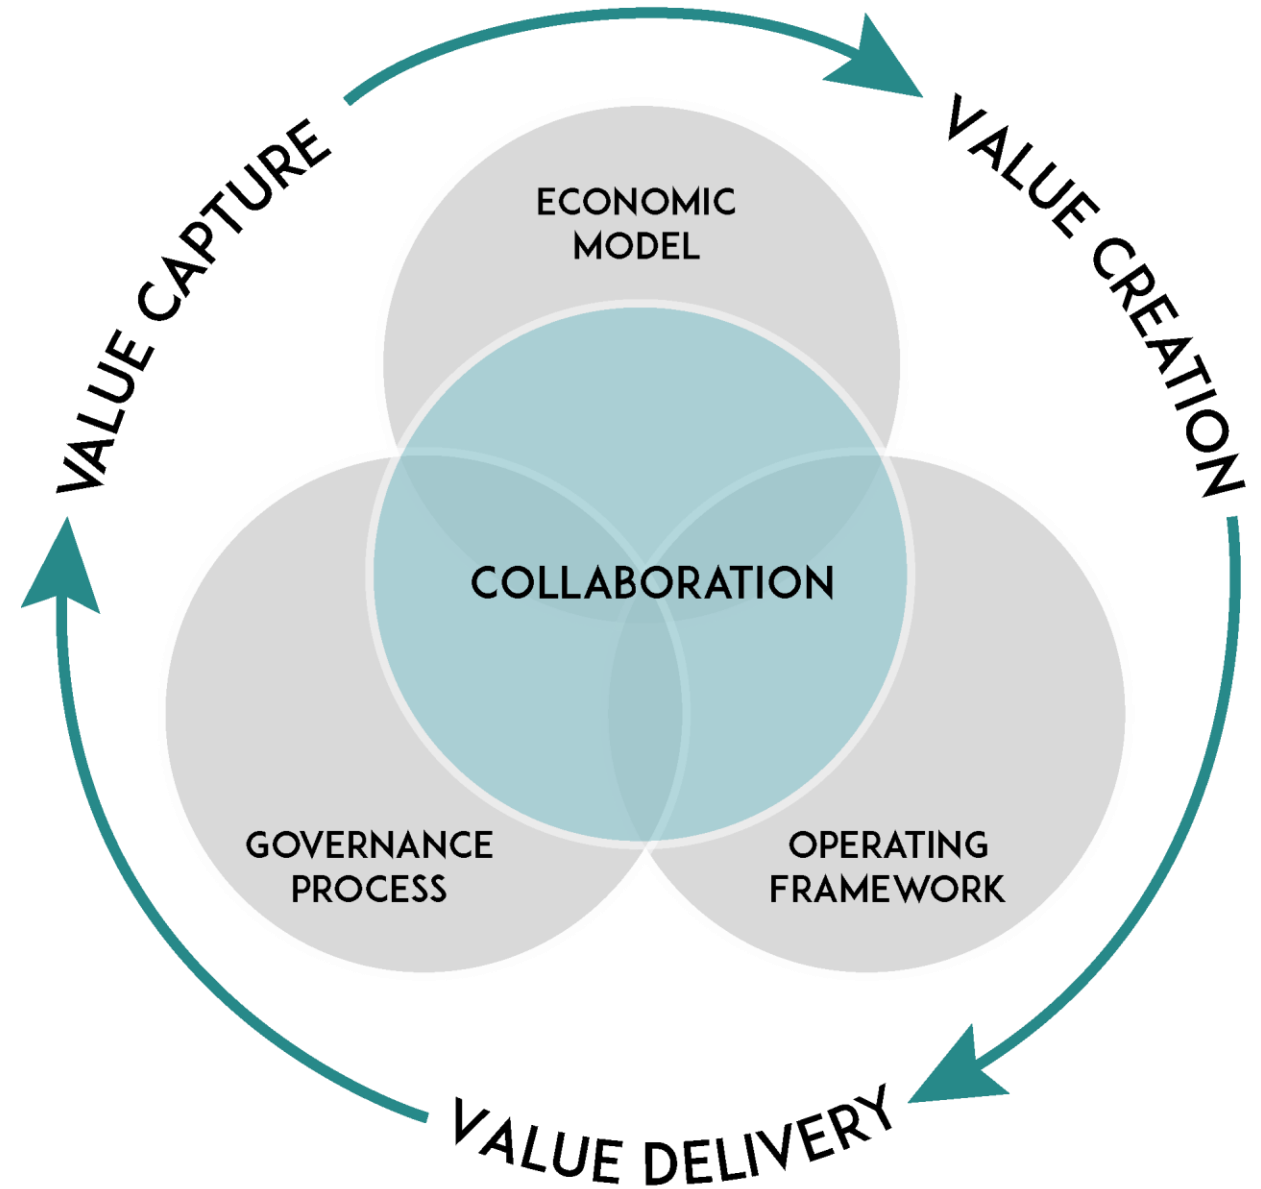 VALUE CAPTURE
VALUE CREATION
ECONOMIC
MODEL
COLLABORATION
GOVERNANCE
PROCESS
OPERATING
FRAMEWORK
VALUE DELIVERY